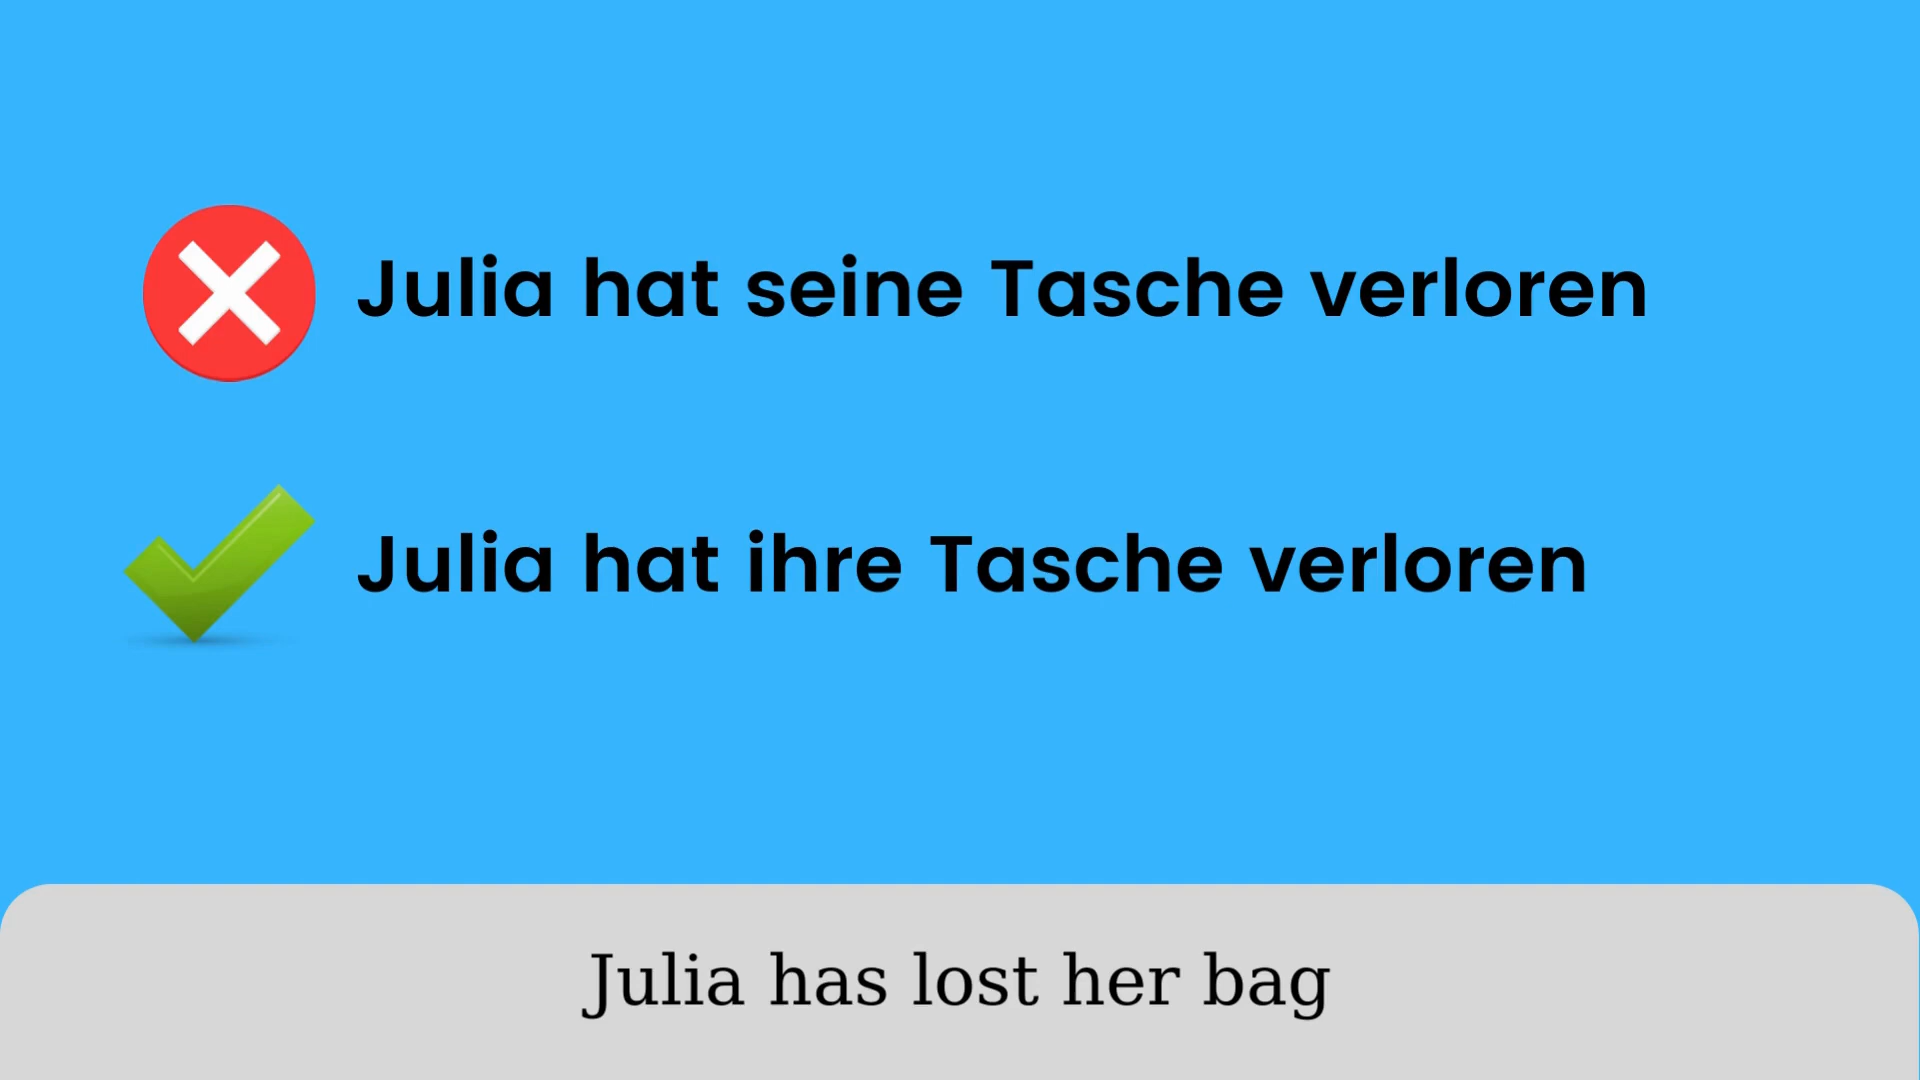 Julia hat seine Tasche verloren
Julia hat ihre Tasche verloren
Julia has lost her bag